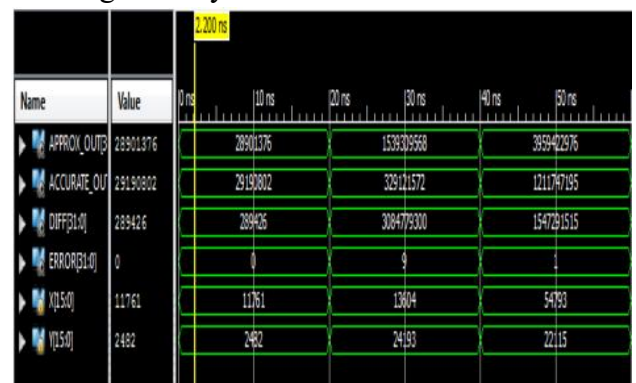 2.200 ns
Name Value 0 ns 10 ns 20 ns 30 ns 40 ns 50 ns
APPROX_OUT[3 28901376 28901376 1539309568 3959422976
ACCURATE_OU 29190802 29190802 329121572 1211747195
DIFF[31:0] 289426 289426 3084779300 1547291515
ERROR[31:0] 0 0 9 1
X[15:0] 11761 11761 13604 54793
Y[15:0] 2482 2482 24193 22115